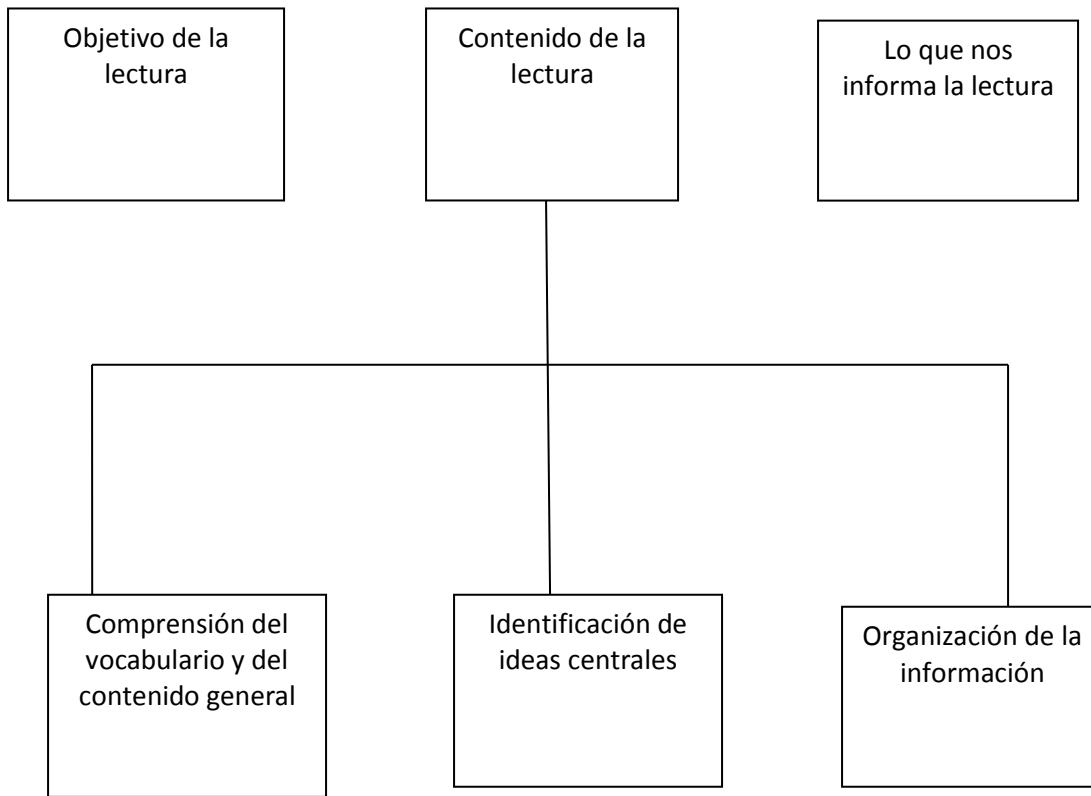 Objetivo de la
lectura
Contenido de la
lectura
Lo que nos
informa la lectura
Comprensión del
vocabulario y del
contenido general
Identificación de
ideas centrales
Organización de la
información